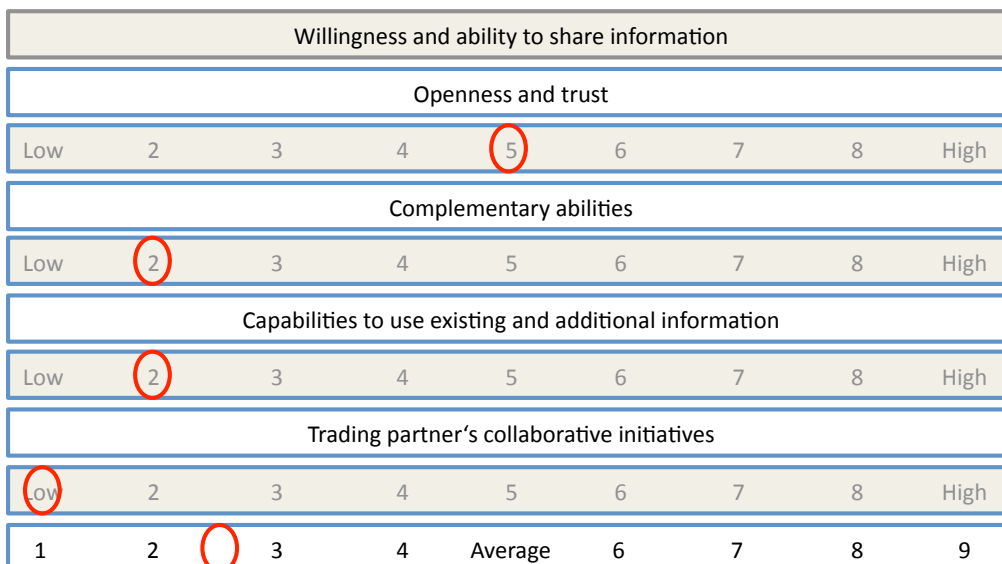 Willingness and ability to share information
Openness and trust
Low 2 3 4 5 6 7 8 High
Complementary abilities
Low 2 3 4 5 6 7 8 High
Capabilities to use existing and additional information
Low 2 3 4 5 6 7 8 High
Trading partner‘s collaborative initiatives
Low 2 3 4 5 6 7 8 High
1 2 3 4 Average 6 7 8 9